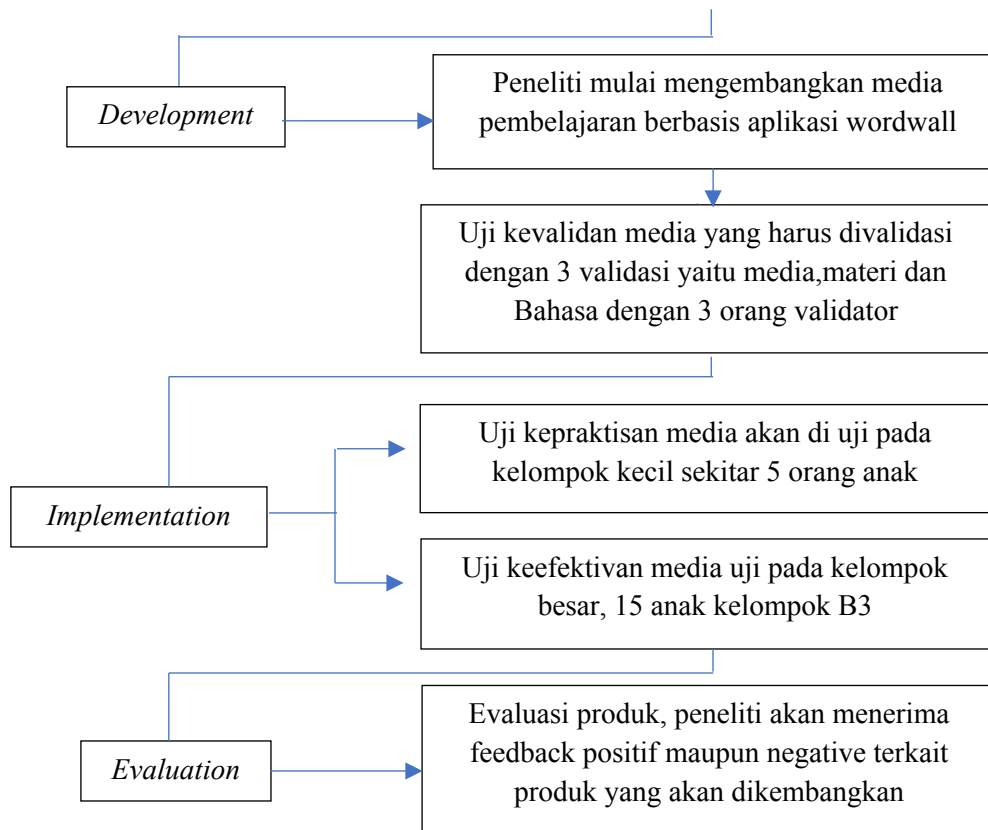 Development
Peneliti mulai mengembangkan media
pembelajaran berbasis aplikasi wordwall
Uji kevalidan media yang harus divalidasi
dengan 3 validasi yaitu media,materi dan
Bahasa dengan 3 orang validator
Implementation
Uji kepraktisan media akan di uji pada
kelompok kecil sekitar 5 orang anak
Uji keefektivan media uji pada kelompok
besar, 15 anak kelompok B3
Evaluation
Evaluasi produk, peneliti akan menerima
feedback positif maupun negative terkait
produk yang akan dikembangkan